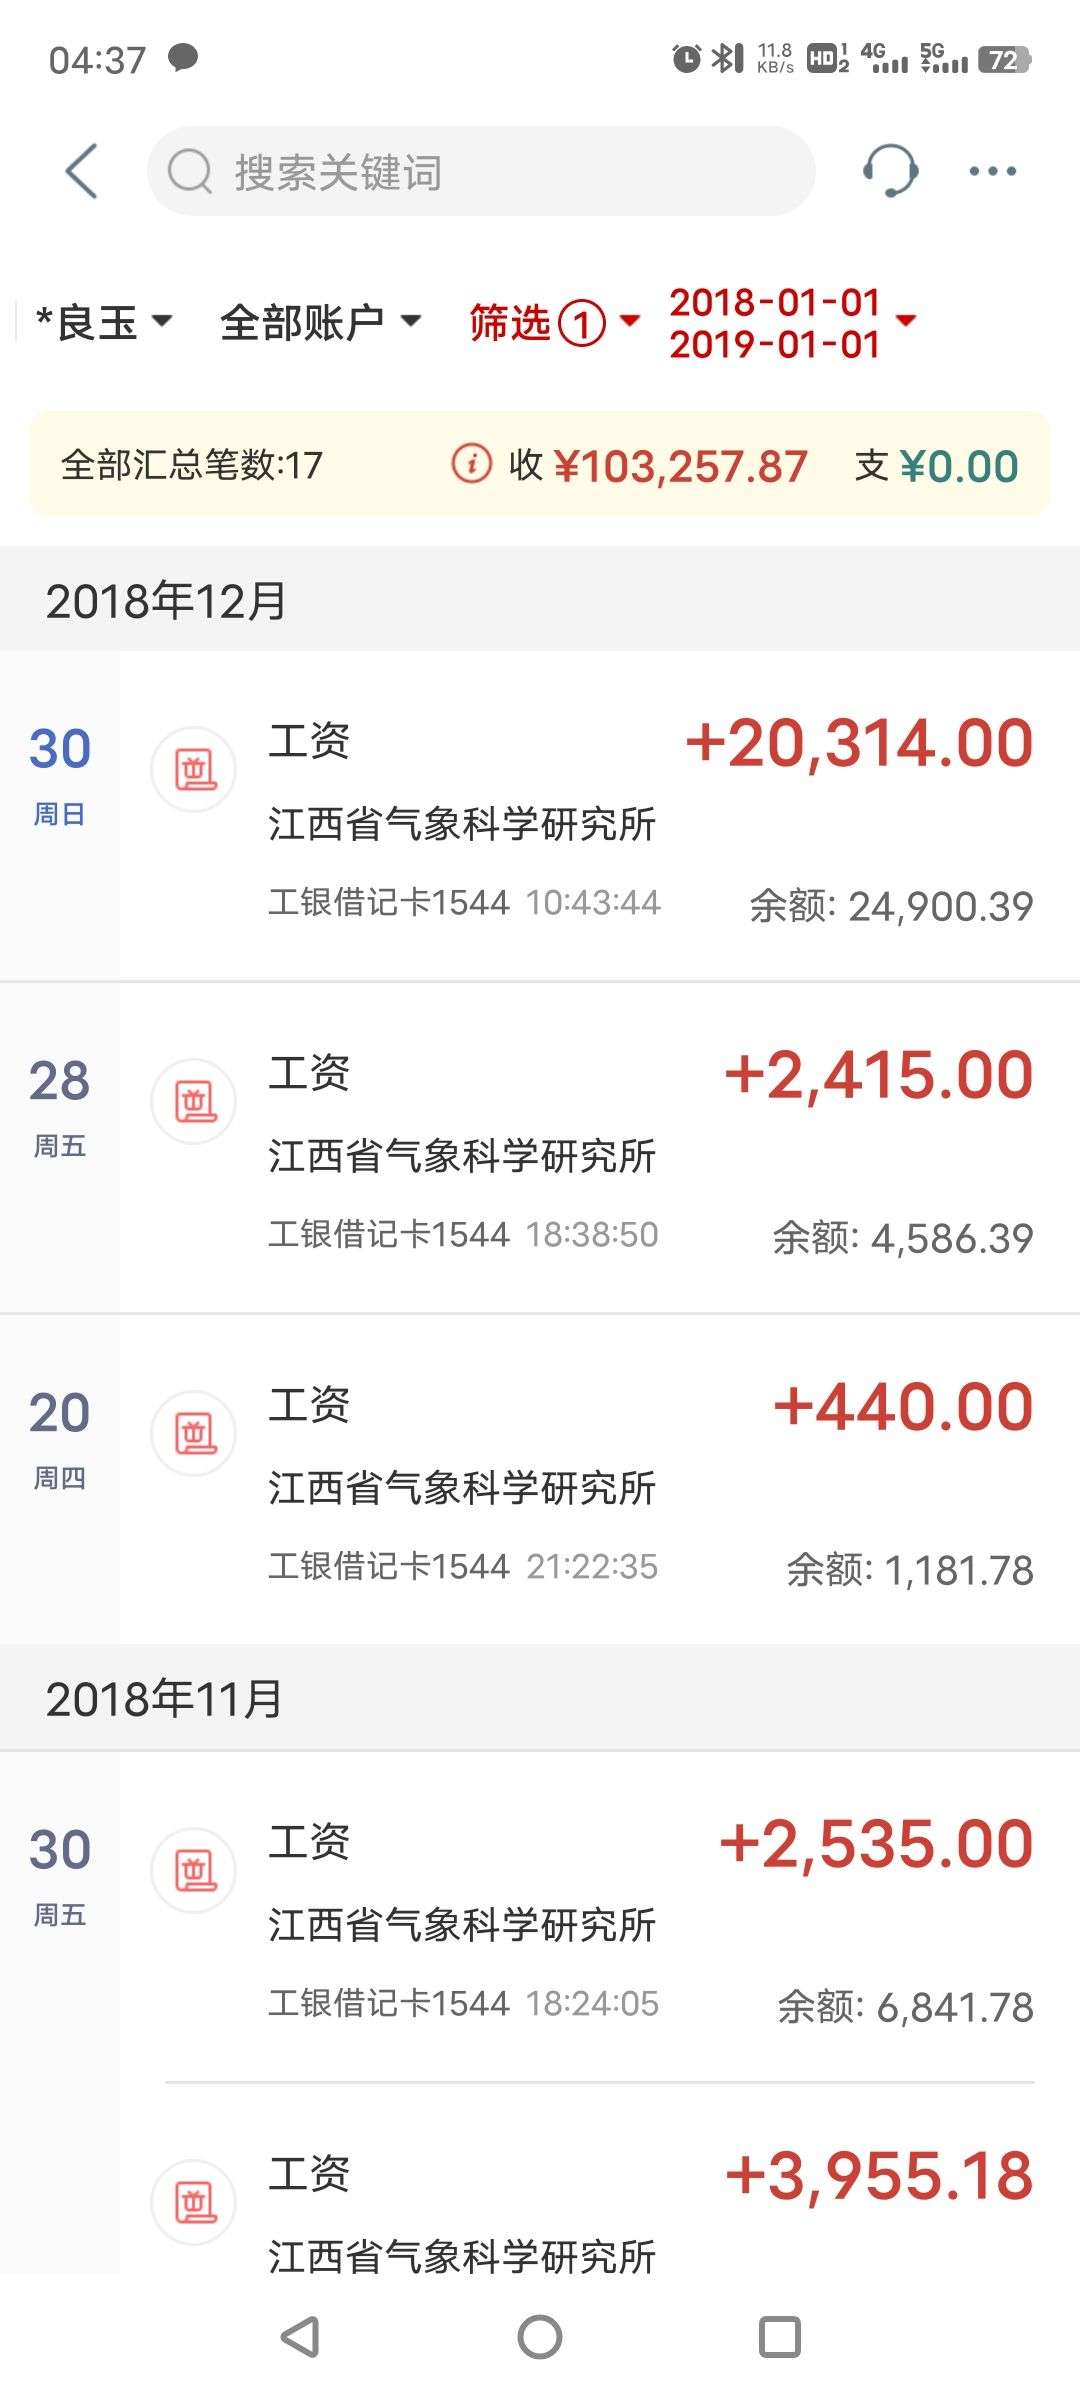 04:37 11.8 KB/s HD 1 2 4G 5G 72
搜索关键词
*良玉 全部账户 筛选① 2018-01-01
2019-01-01
全部汇总笔数:17 收 ¥103,257.87 支 ¥0.00
2018年12月
30 周日
工资 +20,314.00
江西省气象科学研究所
工银借记卡1544 10:43:44 余额: 24,900.39
28 周五
工资 +2,415.00
江西省气象科学研究所
工银借记卡1544 18:38:50 余额: 4,586.39
20 周四
工资 +440.00
江西省气象科学研究所
工银借记卡1544 21:22:35 余额: 1,181.78
2018年11月
30 周五
工资 +2,535.00
江西省气象科学研究所
工银借记卡1544 18:24:05 余额: 6,841.78
工资 +3,955.18
江西省气象科学研究所